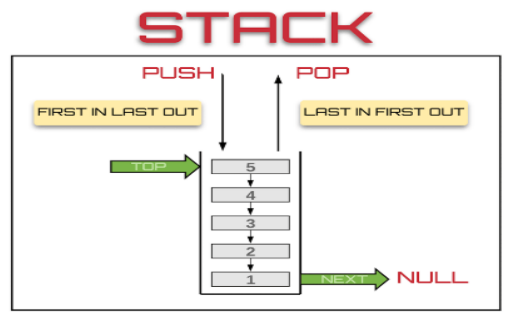 STACK
PUSH
POP
FIRST IN LAST OUT
LAST IN FIRST OUT
TOP
5
4
3
2
1
NEXT
NULL